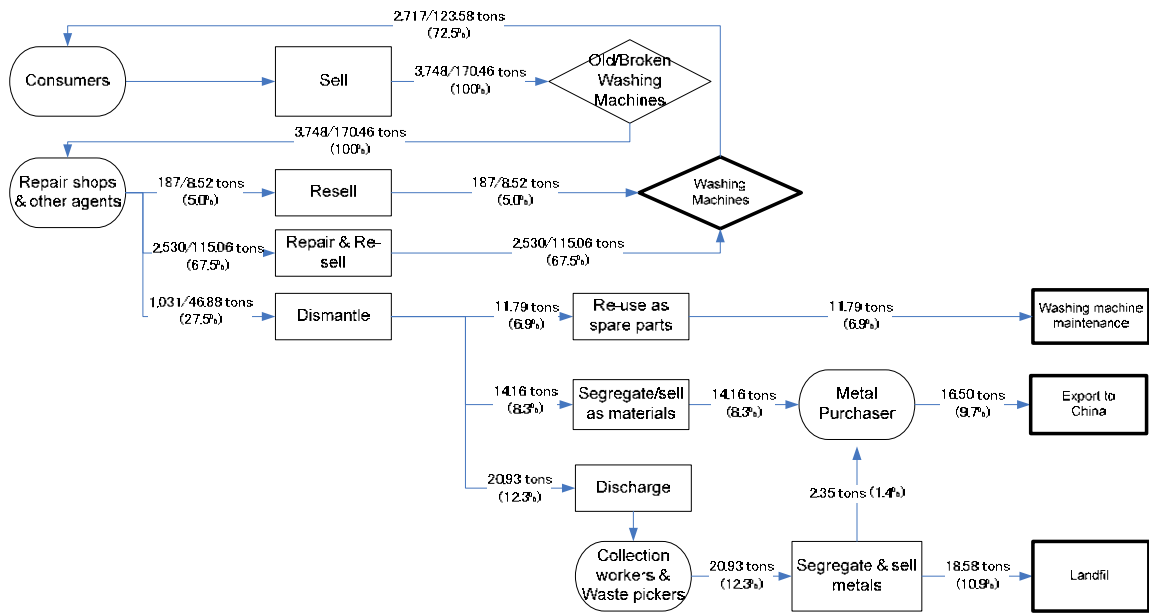 2,717/123.58 tons
(72.5%)
Consumers
Sell
3,748/170.46 tons
(100%)
Old/Broken
Washing
Machines
3,748/170.46 tons
(100%)
Repair shops
& other agents
187/8.52 tons
(5.0%)
Resell
187/8.52 tons
(5.0%)
Washing
Machines
2,530/115.06 tons
(67.5%)
Repair & Re-
sell
2,530/115.06 tons
(67.5%)
1,031/46.88 tons
(27.5%)
Dismantle
11.79 tons
(6.9%)
Re-use as
spare parts
11.79 tons
(6.9%)
Washing machine
maintenance
14.16 tons
(8.3%)
Segregate/sell
as materials
14.16 tons
(8.3%)
Metal
Purchaser
16.50 tons
(9.7%)
Export to
China
20.93 tons
(12.3%)
Discharge
2.35 tons (1.4%)
Collection
workers &
Waste pickers
20.93 tons
(12.3%)
Segregate & sell
metals
18.58 tons
(10.9%)
Landfil